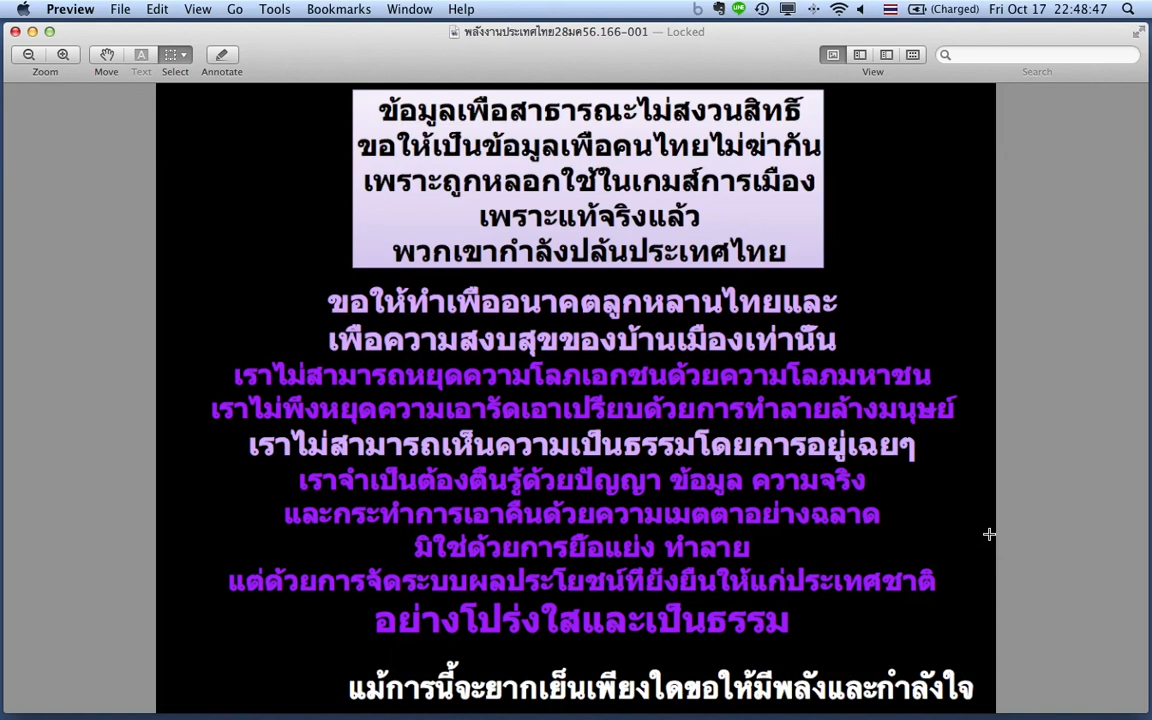 Preview File Edit View Go Tools Bookmarks Window Help (Charged) Fri Oct 17 22:48:47
พลังงานประเทศไทย28มค56.166-001 — Locked
Zoom Move Text Select Annotate View Search
ข้อมูลเพื่อสาธารณะไม่สงวนสิทธิ์
ขอให้เป็นข้อมูลเพื่อคนไทยไม่ฆ่ากัน
เพราะถูกหลอกใช้ในเกมส์การเมือง
เพราะแท้จริงแล้ว
พวกเขากำลังปล้นประเทศไทย
ขอให้ทำเพื่ออนาคตลูกหลานไทยและ
เพื่อความสงบสุขของบ้านเมืองเท่านั้น
เราไม่สามารถหยุดความโลภเอกชนด้วยความโลภมหาชน
เราไม่พึงหยุดความเอารัดเอาเปรียบด้วยการทำลายล้างมนุษย์
เราไม่สามารถเห็นความเป็นธรรมโดยการอยู่เฉยๆ
เราจำเป็นต้องตื่นรู้ด้วยปัญญา ข้อมูล ความจริง
และกระทำการเอาคืนด้วยความเมตตาอย่างฉลาด
มิใช่ด้วยการยื้อแย่ง ทำลาย
แต่ด้วยการจัดระบบผลประโยชน์ที่ยั่งยืนให้แก่ประเทศชาติ
อย่างโปร่งใสและเป็นธรรม
แม้การนี้จะยากเย็นเพียงใดขอให้มีพลังและกำลังใจ